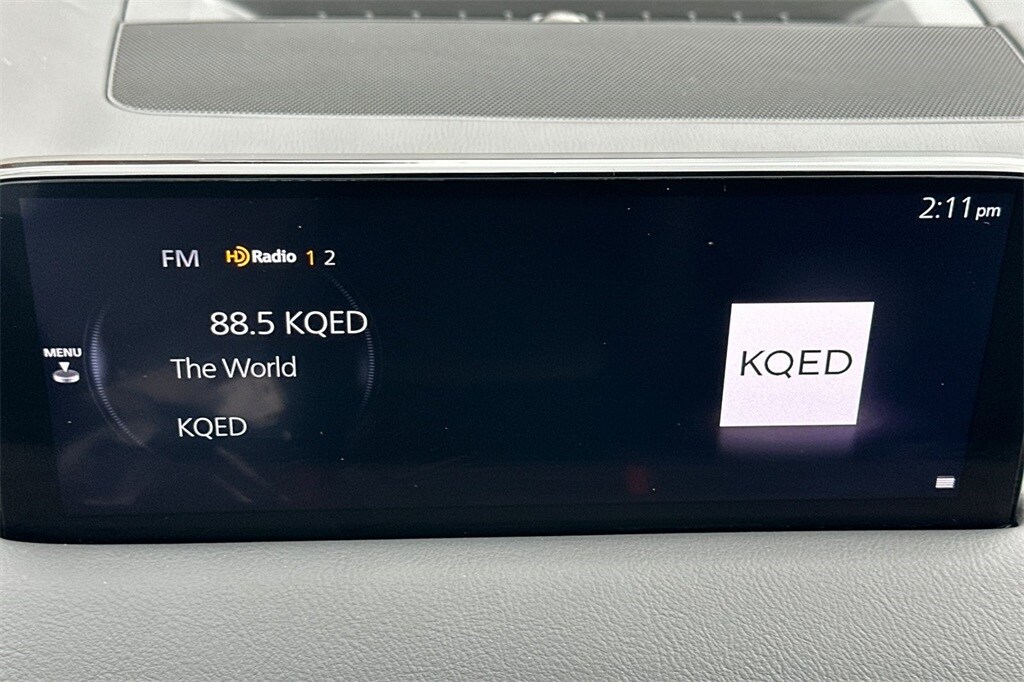 2:11 pm
FM HD Radio 1 2
88.5 KQED
MENU
The World
KQED
KQED